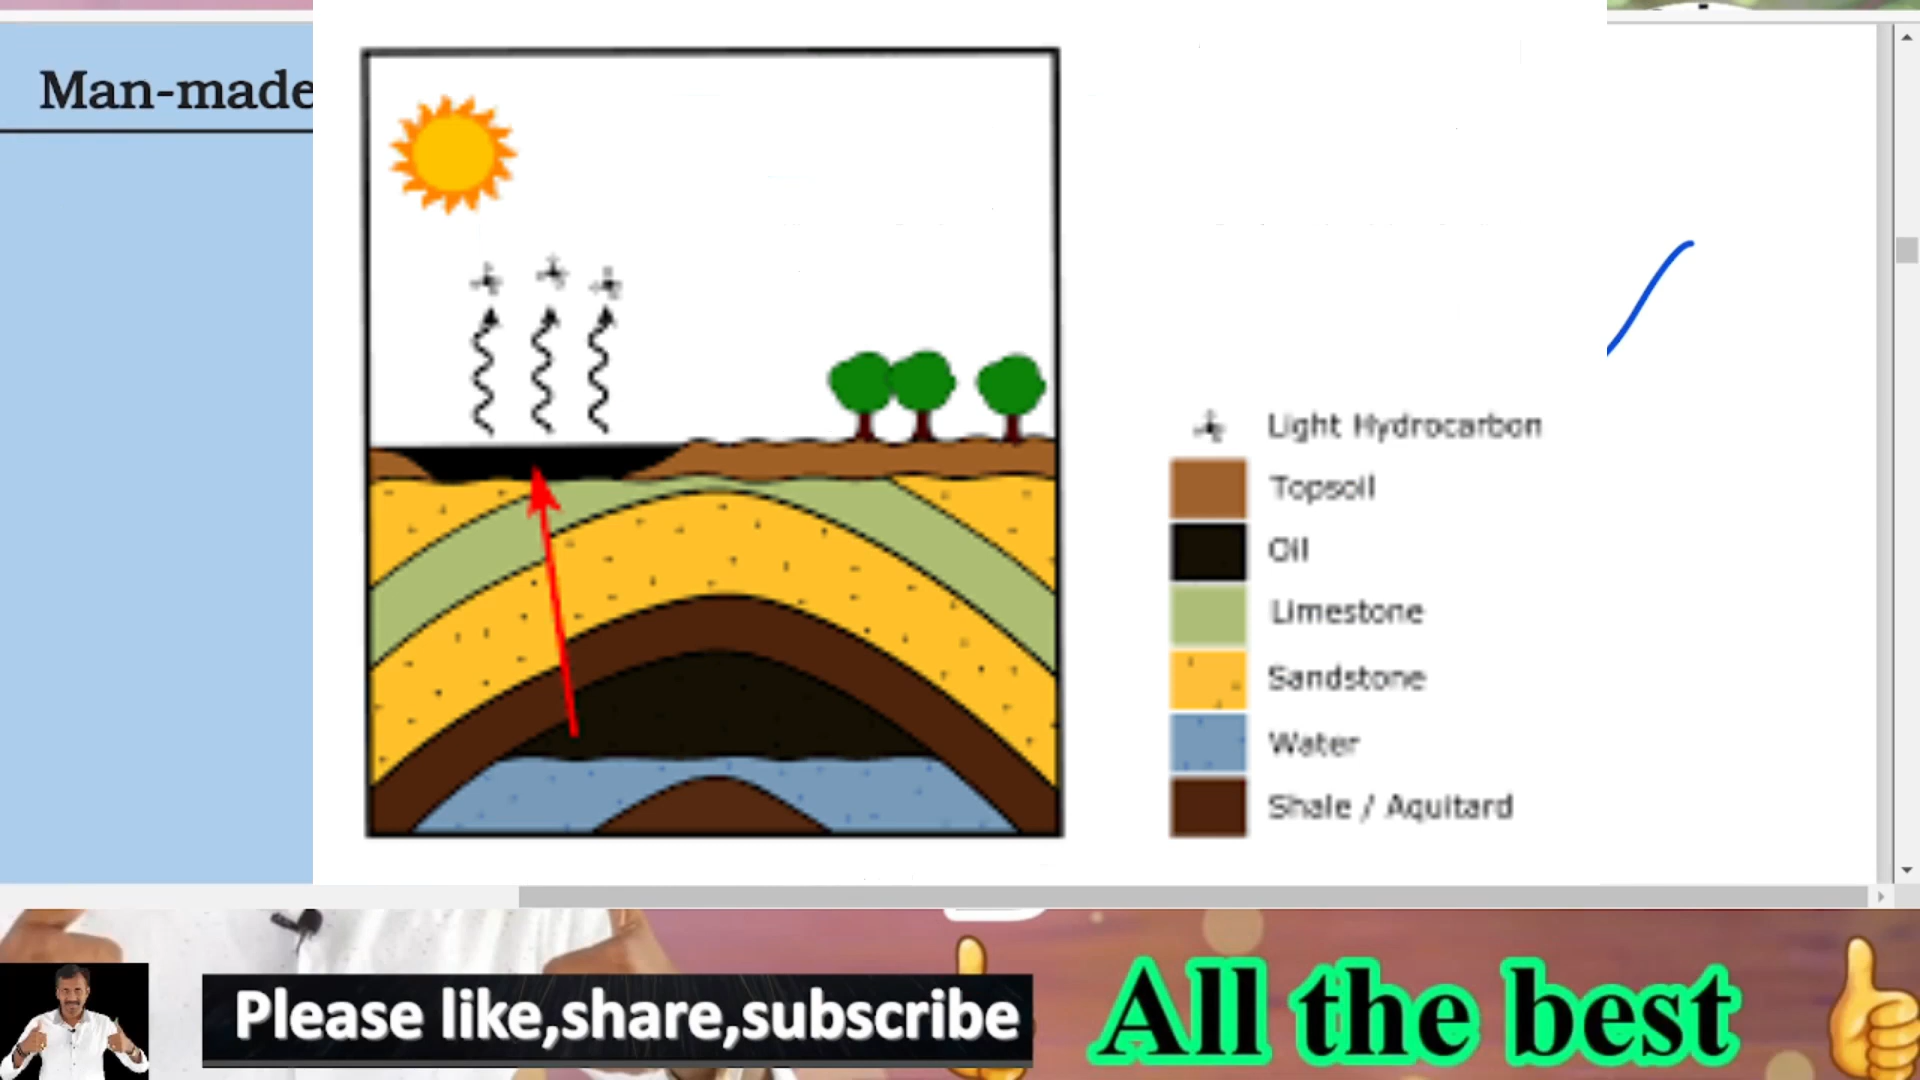 Man-made
Light Hydrocarbon
Topsoil
Oil
Limestone
Sandstone
Water
Shale / Aquitard
Please like,share,subscribe
All the best